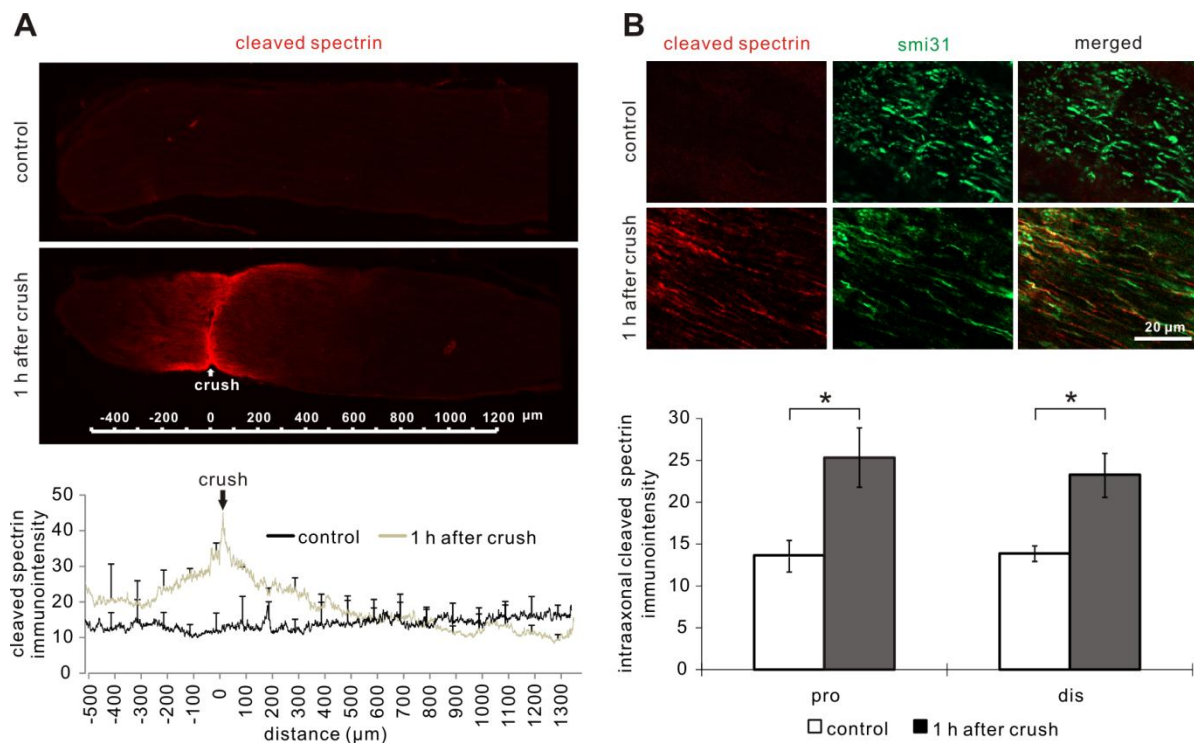 A
cleaved spectrin
control
1 h after crush
crush
-400 -200 0 200 400 600 800 1000 1200 µm
crush
50
40
30
20
10
0
cleaved spectrin
immunointensity
control 1 h after crush
-500 -400 -300 -200 -100 0 100 200 300 400 500 600 700 800 900 1000 1100 1200 1300
distance (µm)
B
cleaved spectrin smi31 merged
control
1 h after crush
20 µm
30
25
20
15
10
5
0
intraaxonal cleaved spectrin
immunointensity
* *
pro dis
control 1 h after crush